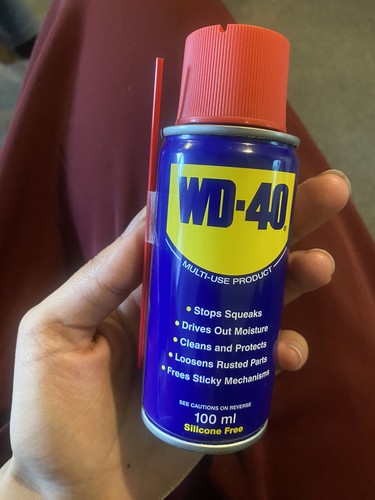 WD-40
MULTI-USE PRODUCT
• Stops Squeaks
• Drives Out Moisture
• Cleans and Protects
• Loosens Rusted Parts
• Frees Sticky Mechanisms
SEE CAUTIONS ON REVERSE
100 ml
Silicone Free